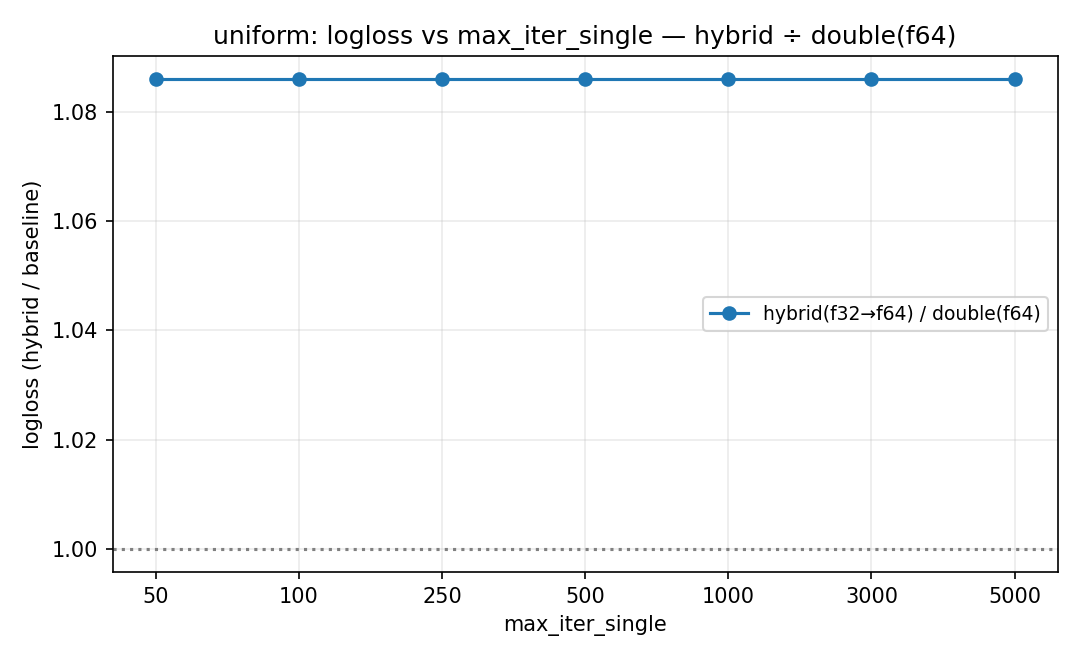 uniform: logloss vs max_iter_single — hybrid ÷ double(f64)
logloss (hybrid / baseline)
1.08
1.06
1.04
1.02
1.00
hybrid(f32→f64) / double(f64)
50 100 250 500 1000 3000 5000
max_iter_single